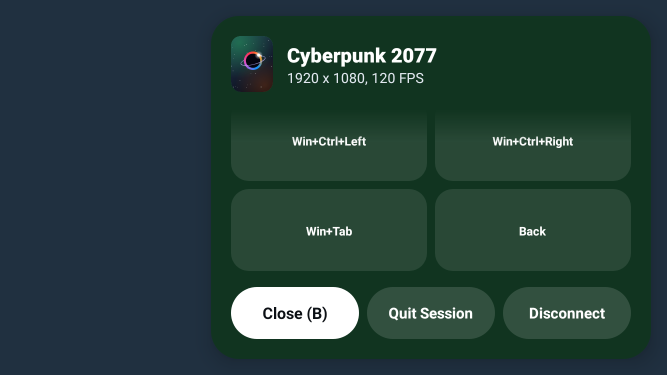 Cyberpunk 2077
1920 x 1080, 120 FPS
Win+Ctrl+Left
Win+Ctrl+Right
Win+Tab
Back
Close (B)
Quit Session
Disconnect